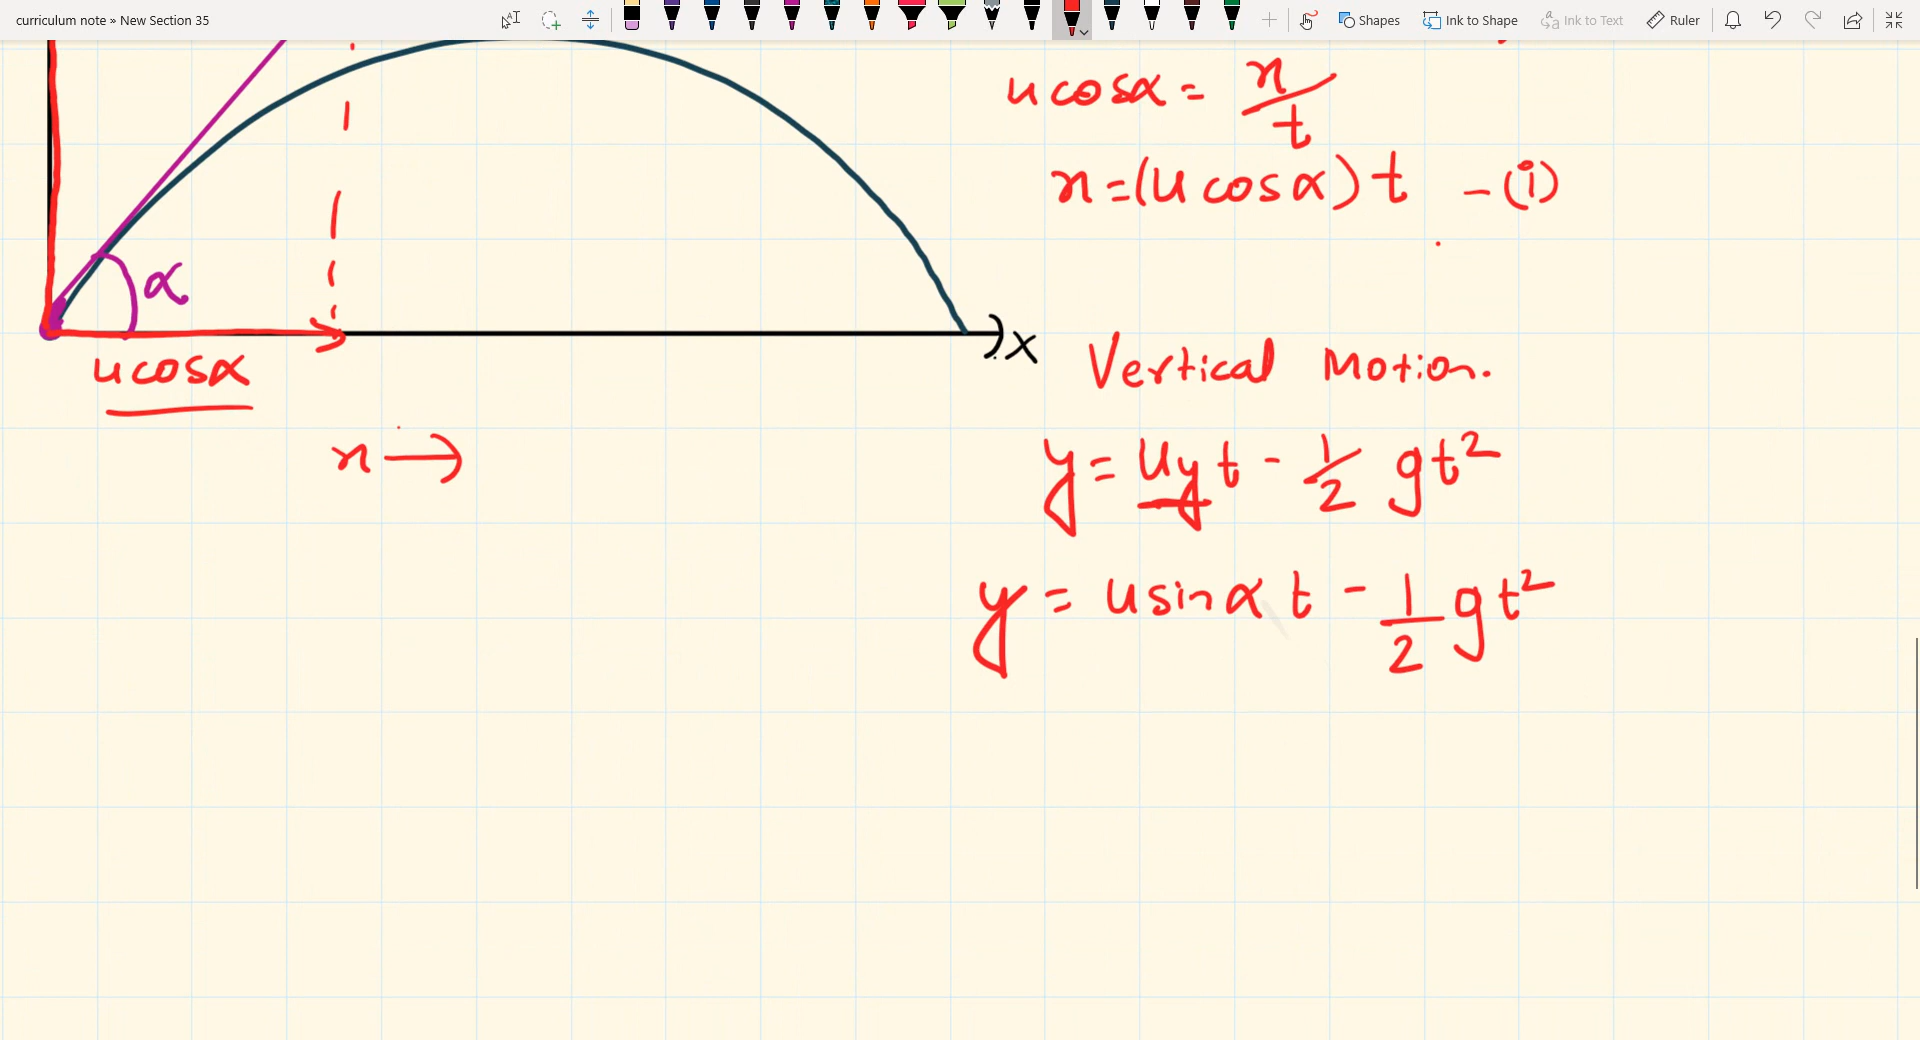 curriculum note » New Section 35
Shapes
Ink to Shape
Ink to Text
Ruler
u cosα = x/t
x = (u cosα) t - (i)
α
X
u cosα
x →
Vertical Motion.
y = uy t - 1/2 gt²
y = u sinα t - 1/2 gt²